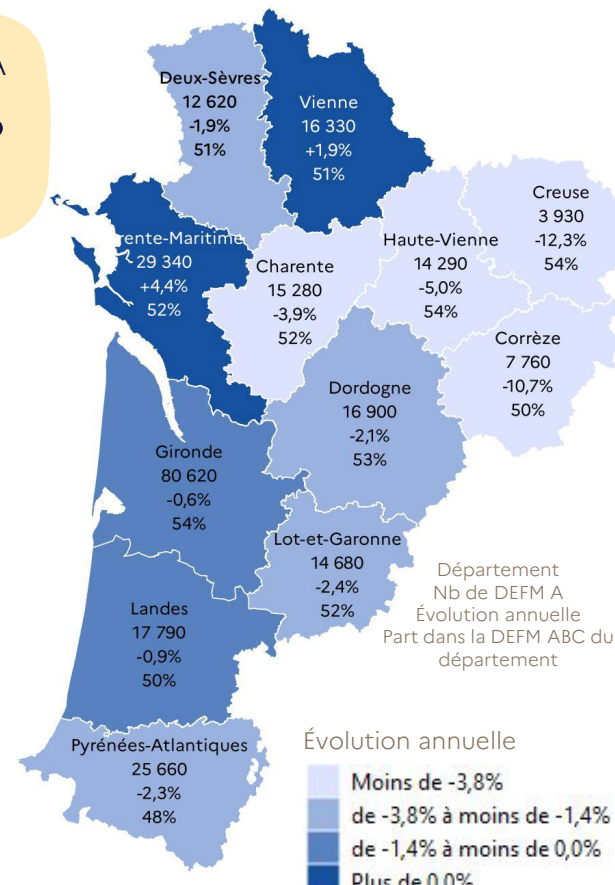 A
Deux-Sèvres
12 620
-1,9%
51%
Vienne
16 330
+1,9%
51%
Creuse
3 930
-12,3%
54%
rente-Maritime
29 340
+4,4%
52%
Charente
15 280
-3,9%
52%
Haute-Vienne
14 290
-5,0%
54%
Corrèze
7 760
-10,7%
50%
Dordogne
16 900
-2,1%
53%
Gironde
80 620
-0,6%
54%
Lot-et-Garonne
14 680
-2,4%
52%
Landes
17 790
-0,9%
50%
Pyrénées-Atlantiques
25 660
-2,3%
48%
Département
Nb de DEFM A
Évolution annuelle
Part dans la DEFM ABC du
département
Évolution annuelle
Moins de -3,8%
de -3,8% à moins de -1,4%
de -1,4% à moins de 0,0%
Plus de 0,0%